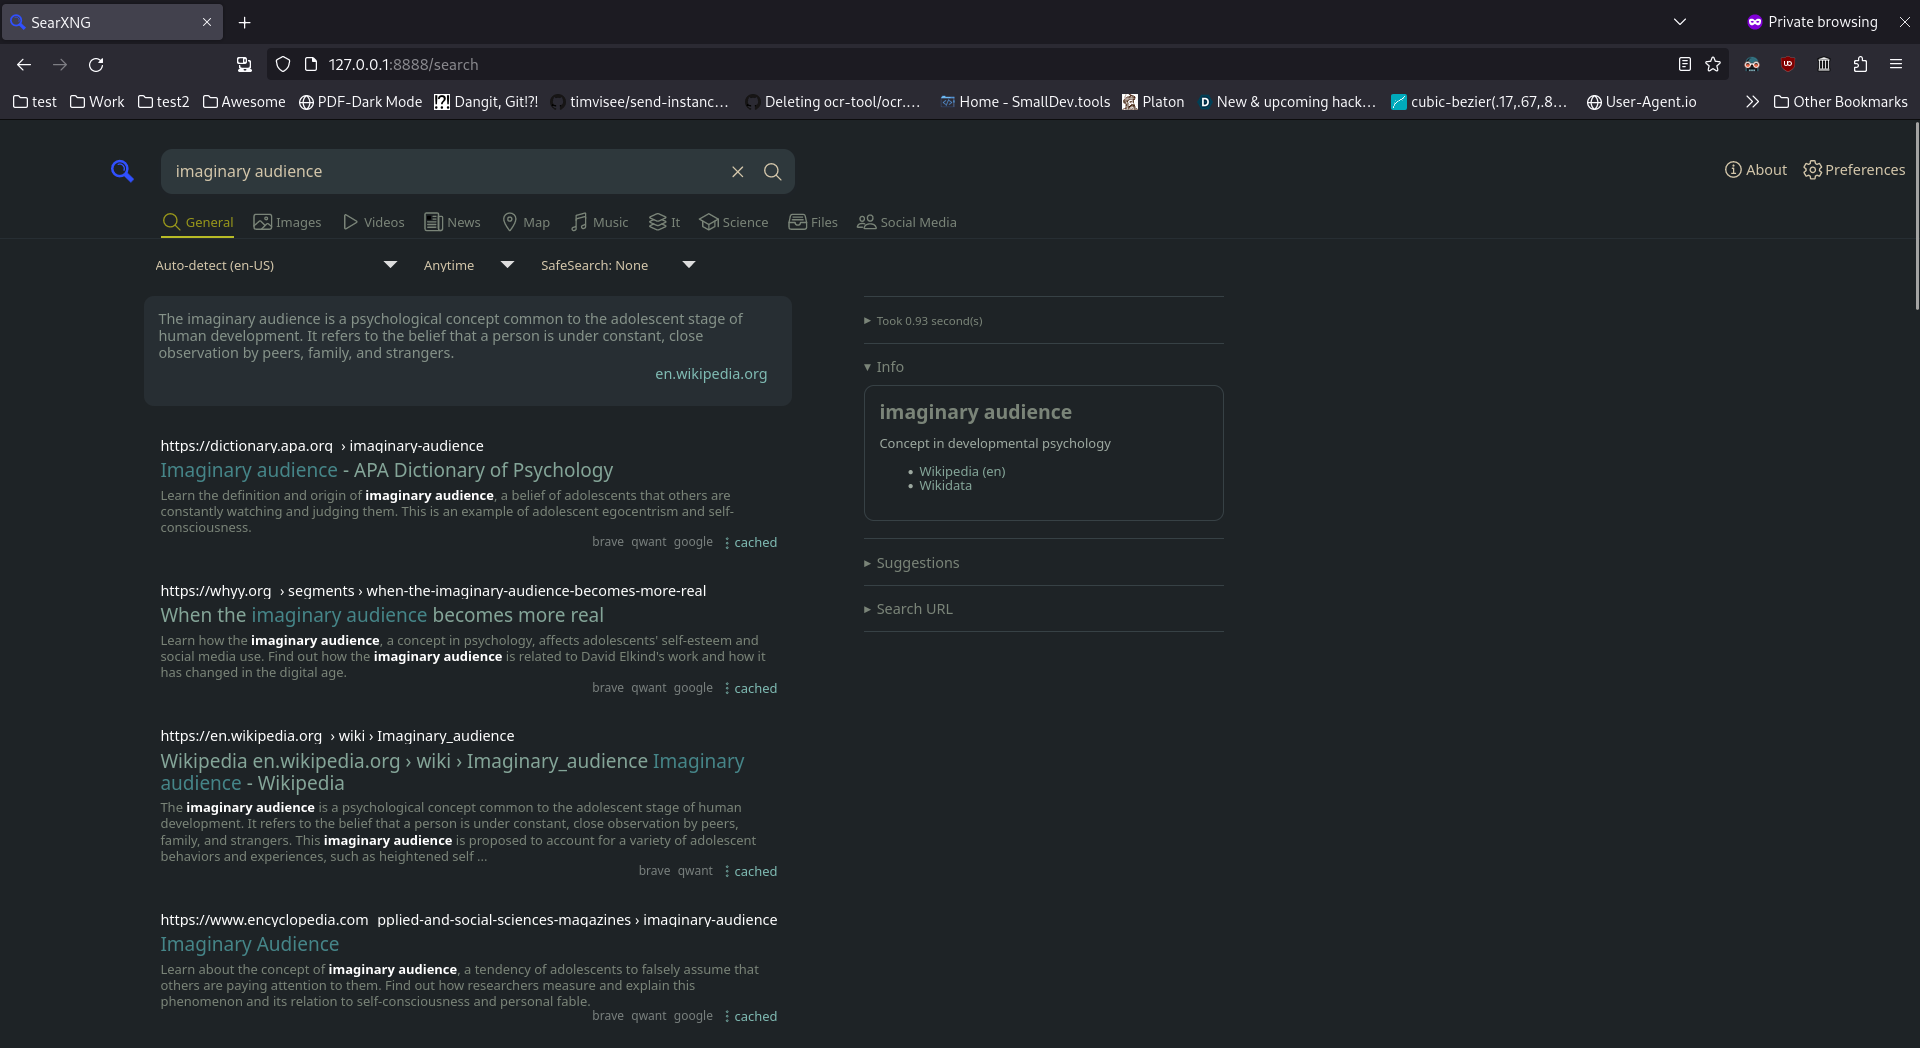 SearXNG
Private browsing
127.0.0.1:8888/search
test Work test2 Awesome PDF-Dark Mode Dangit, Git!?! timvisee/send-instanc… Deleting ocr-tool/ocr.… Home - SmallDev.tools Platon New & upcoming hack… cubic-bezier(.17,.67,.8… User-Agent.io Other Bookmarks
imaginary audience
About Preferences
General Images Videos News Map Music It Science Files Social Media
Auto-detect (en-US) Anytime SafeSearch: None
The imaginary audience is a psychological concept common to the adolescent stage of
human development. It refers to the belief that a person is under constant, close
observation by peers, family, and strangers.
en.wikipedia.org
https://dictionary.apa.org › imaginary-audience
Imaginary audience - APA Dictionary of Psychology
Learn the definition and origin of imaginary audience, a belief of adolescents that others are
constantly watching and judging them. This is an example of adolescent egocentrism and self-
consciousness.
brave qwant google cached
https://whyy.org › segments › when-the-imaginary-audience-becomes-more-real
When the imaginary audience becomes more real
Learn how the imaginary audience, a concept in psychology, affects adolescents' self-esteem and
social media use. Find out how the imaginary audience is related to David Elkind's work and how it
has changed in the digital age.
brave qwant google cached
https://en.wikipedia.org › wiki › Imaginary_audience
Wikipedia en.wikipedia.org › wiki › Imaginary_audience Imaginary
audience - Wikipedia
The imaginary audience is a psychological concept common to the adolescent stage of human
development. It refers to the belief that a person is under constant, close observation by peers,
family, and strangers. This imaginary audience is proposed to account for a variety of adolescent
behaviors and experiences, such as heightened self ...
brave qwant cached
https://www.encyclopedia.com pplied-and-social-sciences-magazines › imaginary-audience
Imaginary Audience
Learn about the concept of imaginary audience, a tendency of adolescents to falsely assume that
others are paying attention to them. Find out how researchers measure and explain this
phenomenon and its relation to self-consciousness and personal fable.
brave qwant google cached
Took 0.93 second(s)
Info
imaginary audience
Concept in developmental psychology
Wikipedia (en)
Wikidata
Suggestions
Search URL